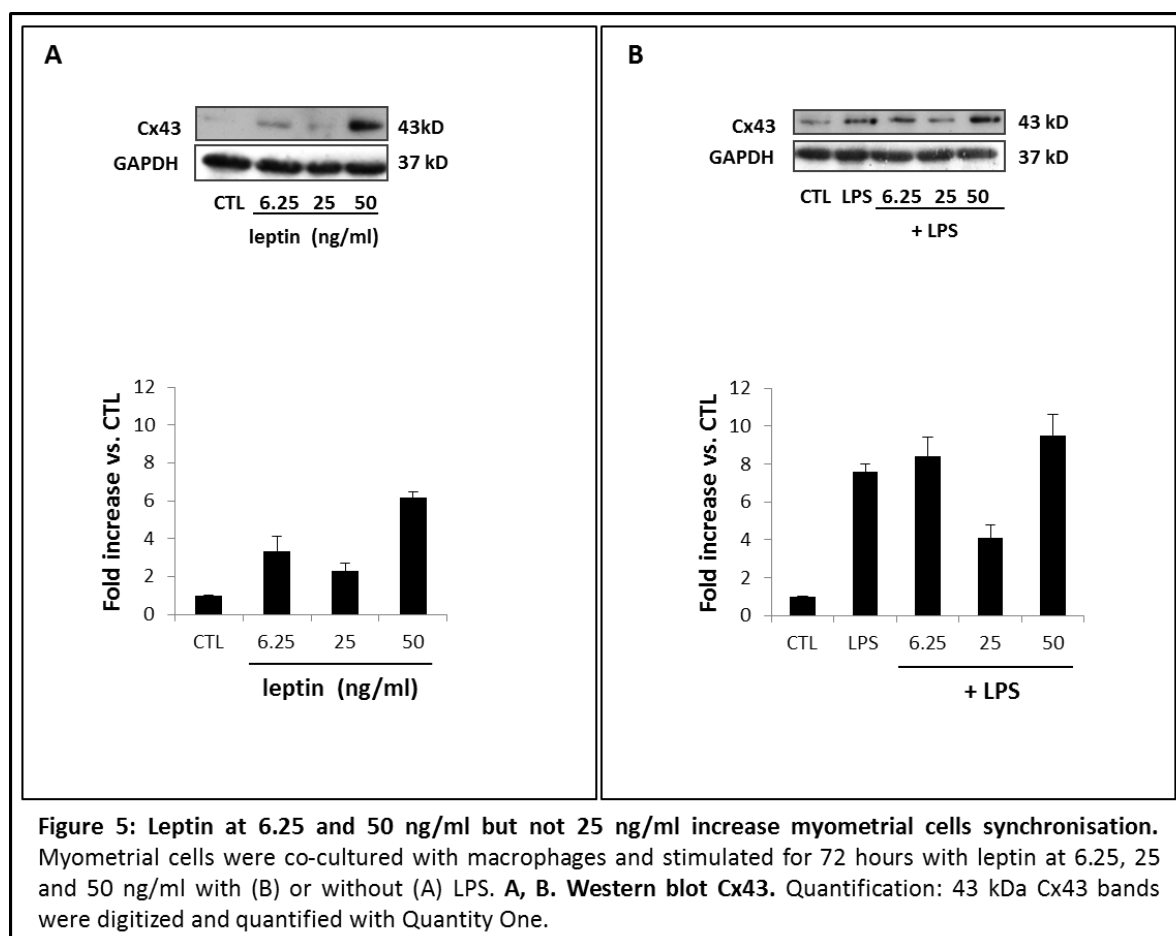 A
Cx43 43kD
GAPDH 37 kD
CTL 6.25 25 50
leptin (ng/ml)
Fold increase vs. CTL
12
10
8
6
4
2
0
CTL 6.25 25 50
leptin (ng/ml)
B
Cx43 43 kD
GAPDH 37 kD
CTL LPS 6.25 25 50
+ LPS
Fold increase vs. CTL
12
10
8
6
4
2
0
CTL LPS 6.25 25 50
+ LPS
Figure 5: Leptin at 6.25 and 50 ng/ml but not 25 ng/ml increase myometrial cells synchronisation.
Myometrial cells were co-cultured with macrophages and stimulated for 72 hours with leptin at 6.25, 25
and 50 ng/ml with (B) or without (A) LPS. A, B. Western blot Cx43. Quantification: 43 kDa Cx43 bands
were digitized and quantified with Quantity One.